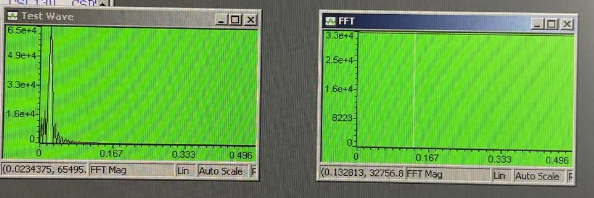 Test Wave
6.5e+4
4.9e+4
3.3e+4
1.6e+4
0
0 0.167 0.333 0.496
(0.0234375, 65495. FFT Mag Lin Auto Scale
FFT
3.3e+4
2.5e+4
1.6e+4
8223
0
0 0.167 0.333 0.496
(0.132813, 32756.8 FFT Mag Lin Auto Scale